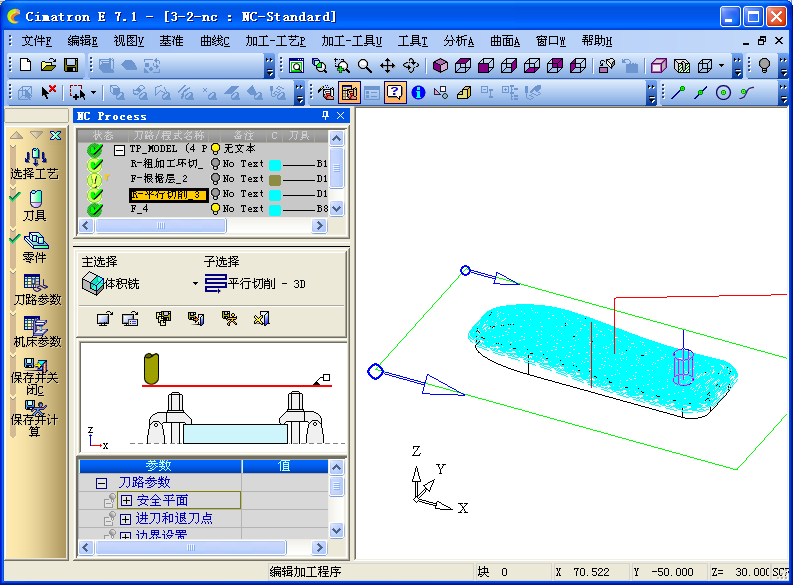 Cimatron E 7.1 - [3-2-nc : NC-Standard]
文件F 编辑E 视图V 基准 曲线C 加工-工艺P 加工-工具U 工具T 分析A 曲面A 窗口W 帮助H
NC Process
状态 刀路/程式名称 备注 C 刀具
TP_MODEL (4 P 无文本
R-粗加工环切_ No Text B1
F-根据层_2 No Text D1
R-平行切削_3 No Text D1
F_4 No Text B8
选择工艺
刀具
零件
刀路参数
机床参数
保存并关闭C
保存并计算
主选择 子选择
体积铣 平行切削 - 3D
Z
X
参数 值
刀路参数
安全平面
进刀和退刀点
边界设置
Z
Y
X
编辑加工程序 块 0 X 70.522 Y -50.000 Z= 30.000